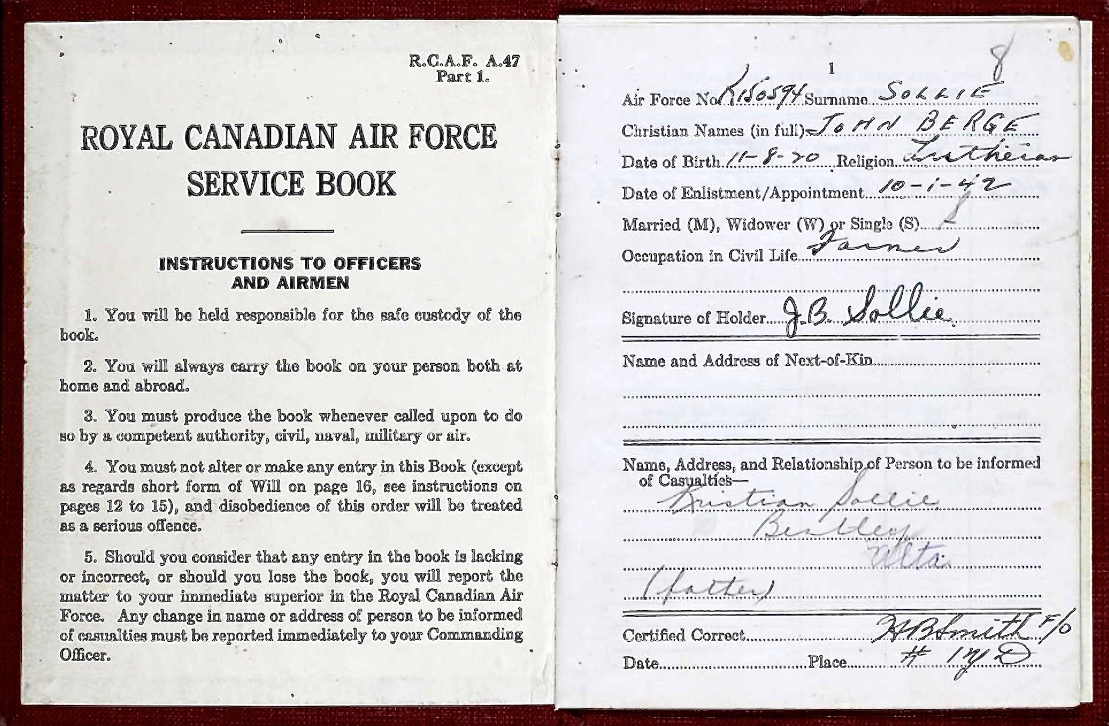 R.C.A.F. A.47
Part 1.
ROYAL CANADIAN AIR FORCE
SERVICE BOOK
INSTRUCTIONS TO OFFICERS
AND AIRMEN
1. You will be held responsible for the safe custody of the
book.
2. You will always carry the book on your person both at
home and abroad.
3. You must produce the book whenever called upon to do
so by a competent authority, civil, naval, military or air.
4. You must not alter or make any entry in this Book (except
as regards short form of Will on page 16, see instructions on
pages 12 to 15), and disobedience of this order will be treated
as a serious offence.
5. Should you consider that any entry in the book is lacking
or incorrect, or should you lose the book, you will report the
matter to your immediate superior in the Royal Canadian Air
Force. Any change in name or address of person to be informed
of casualties must be reported immediately to your Commanding
Officer.
8
1
Air Force No. R150594 Surname SOLLIE
Christian Names (in full) JOHN BERGE
Date of Birth 11-8-20 Religion Lutheran
Date of Enlistment/Appointment 10-1-42
Married (M), Widower (W) or Single (S) S
Occupation in Civil Life Farmer
Signature of Holder J.B. Sollie
Name and Address of Next-of-Kin
Name, Address, and Relationship of Person to be informed
of Casualties—
Kristian Sollie
Bentley
Alta
(father)
Certified Correct HBSmith F/O
Date Place